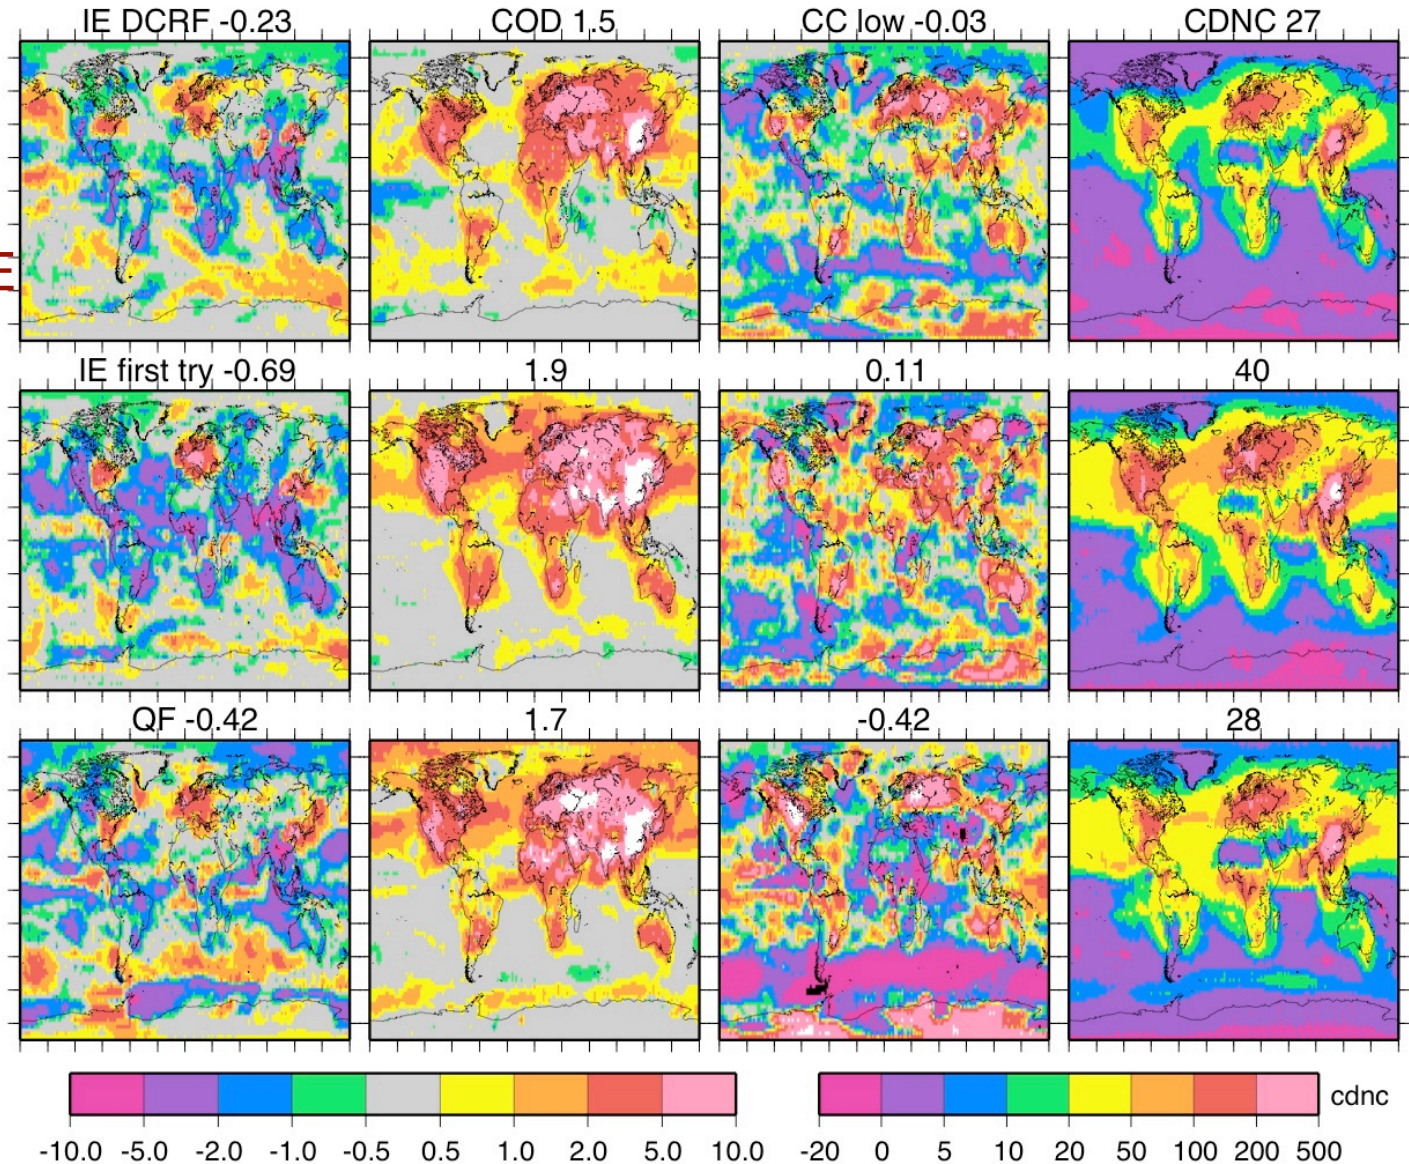 IE DCRF -0.23 COD 1.5 CC low -0.03 CDNC 27
IE first try -0.69 1.9 0.11 40
QF -0.42 1.7 -0.42 28
cdnc
-10.0 -5.0 -2.0 -1.0 -0.5 0.5 1.0 2.0 5.0 10.0 -20 0 5 10 20 50 100 200 500